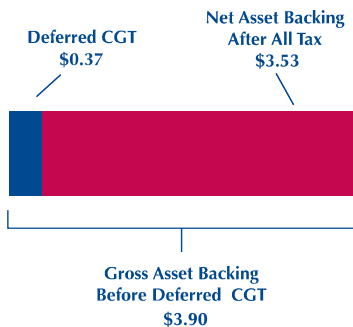 Deferred CGT
$0.37
Net Asset Backing
After All Tax
$3.53
Gross Asset Backing
Before Deferred CGT
$3.90